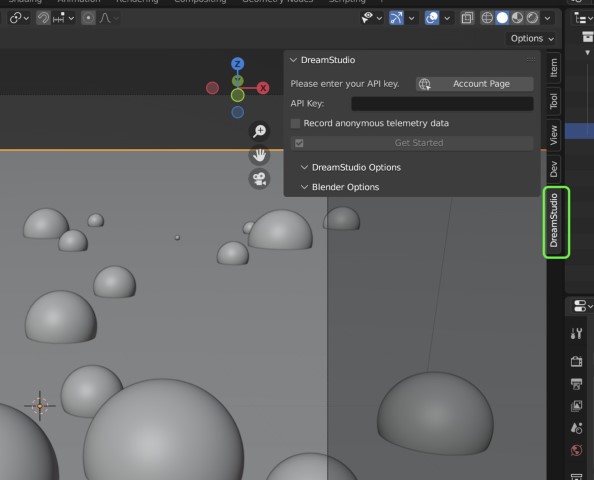 Shading Animation Rendering Compositing Geometry Nodes Scripting
Options
DreamStudio
Please enter your API key.
Account Page
API Key:
Record anonymous telemetry data
Get Started
DreamStudio Options
Blender Options
Item
Tool
View
Dev
DreamStudio
Z
X